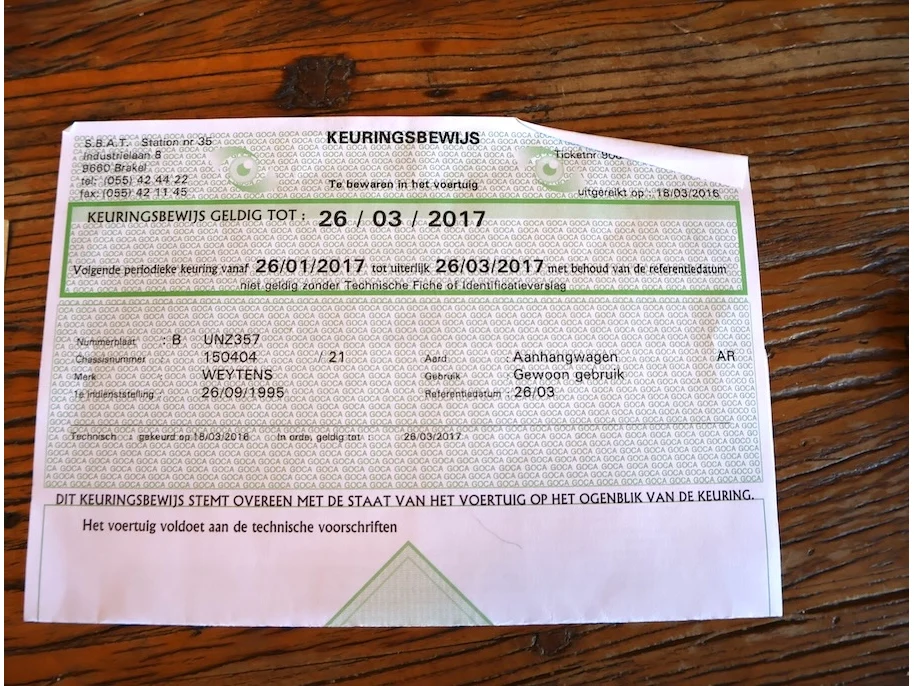 S.B.A.T. Station nr 35
Industrielaan 8
9660 Brakel
tel: (055) 42 44 22
fax: (055) 42 11 45
KEURINGSBEWIJS
Te bewaren in het voertuig
Ticketnr
uitgereikt op : 18/03/2016
KEURINGSBEWIJS GELDIG TOT : 26 / 03 / 2017
Volgende periodieke keuring vanaf 26/01/2017 tot uiterlijk 26/03/2017 met behoud van de referentiedatum
niet geldig zonder Technische Fiche of Identificatieverslag
Nummerplaat : B UNZ357
Chassisnummer 150404 / 21 Aard Aanhangwagen AR
Merk WEYTENS Gebruik Gewoon gebruik
1e indienststelling : 26/09/1995 Referentiedatum : 26/03
Technisch gekeurd op 18/03/2016 In orde, geldig tot : 26/03/2017
DIT KEURINGSBEWIJS STEMT OVEREEN MET DE STAAT VAN HET VOERTUIG OP HET OGENBLIK VAN DE KEURING.
Het voertuig voldoet aan de technische voorschriften